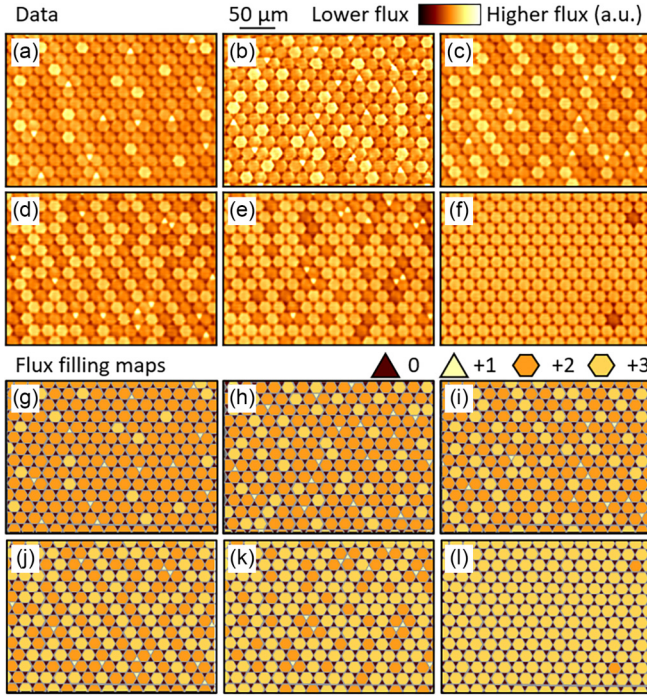 Data 50 μm Lower flux Higher flux (a.u.)
(a) (b) (c)
(d) (e) (f)
Flux filling maps 0 +1 +2 +3
(g) (h) (i)
(j) (k) (l)